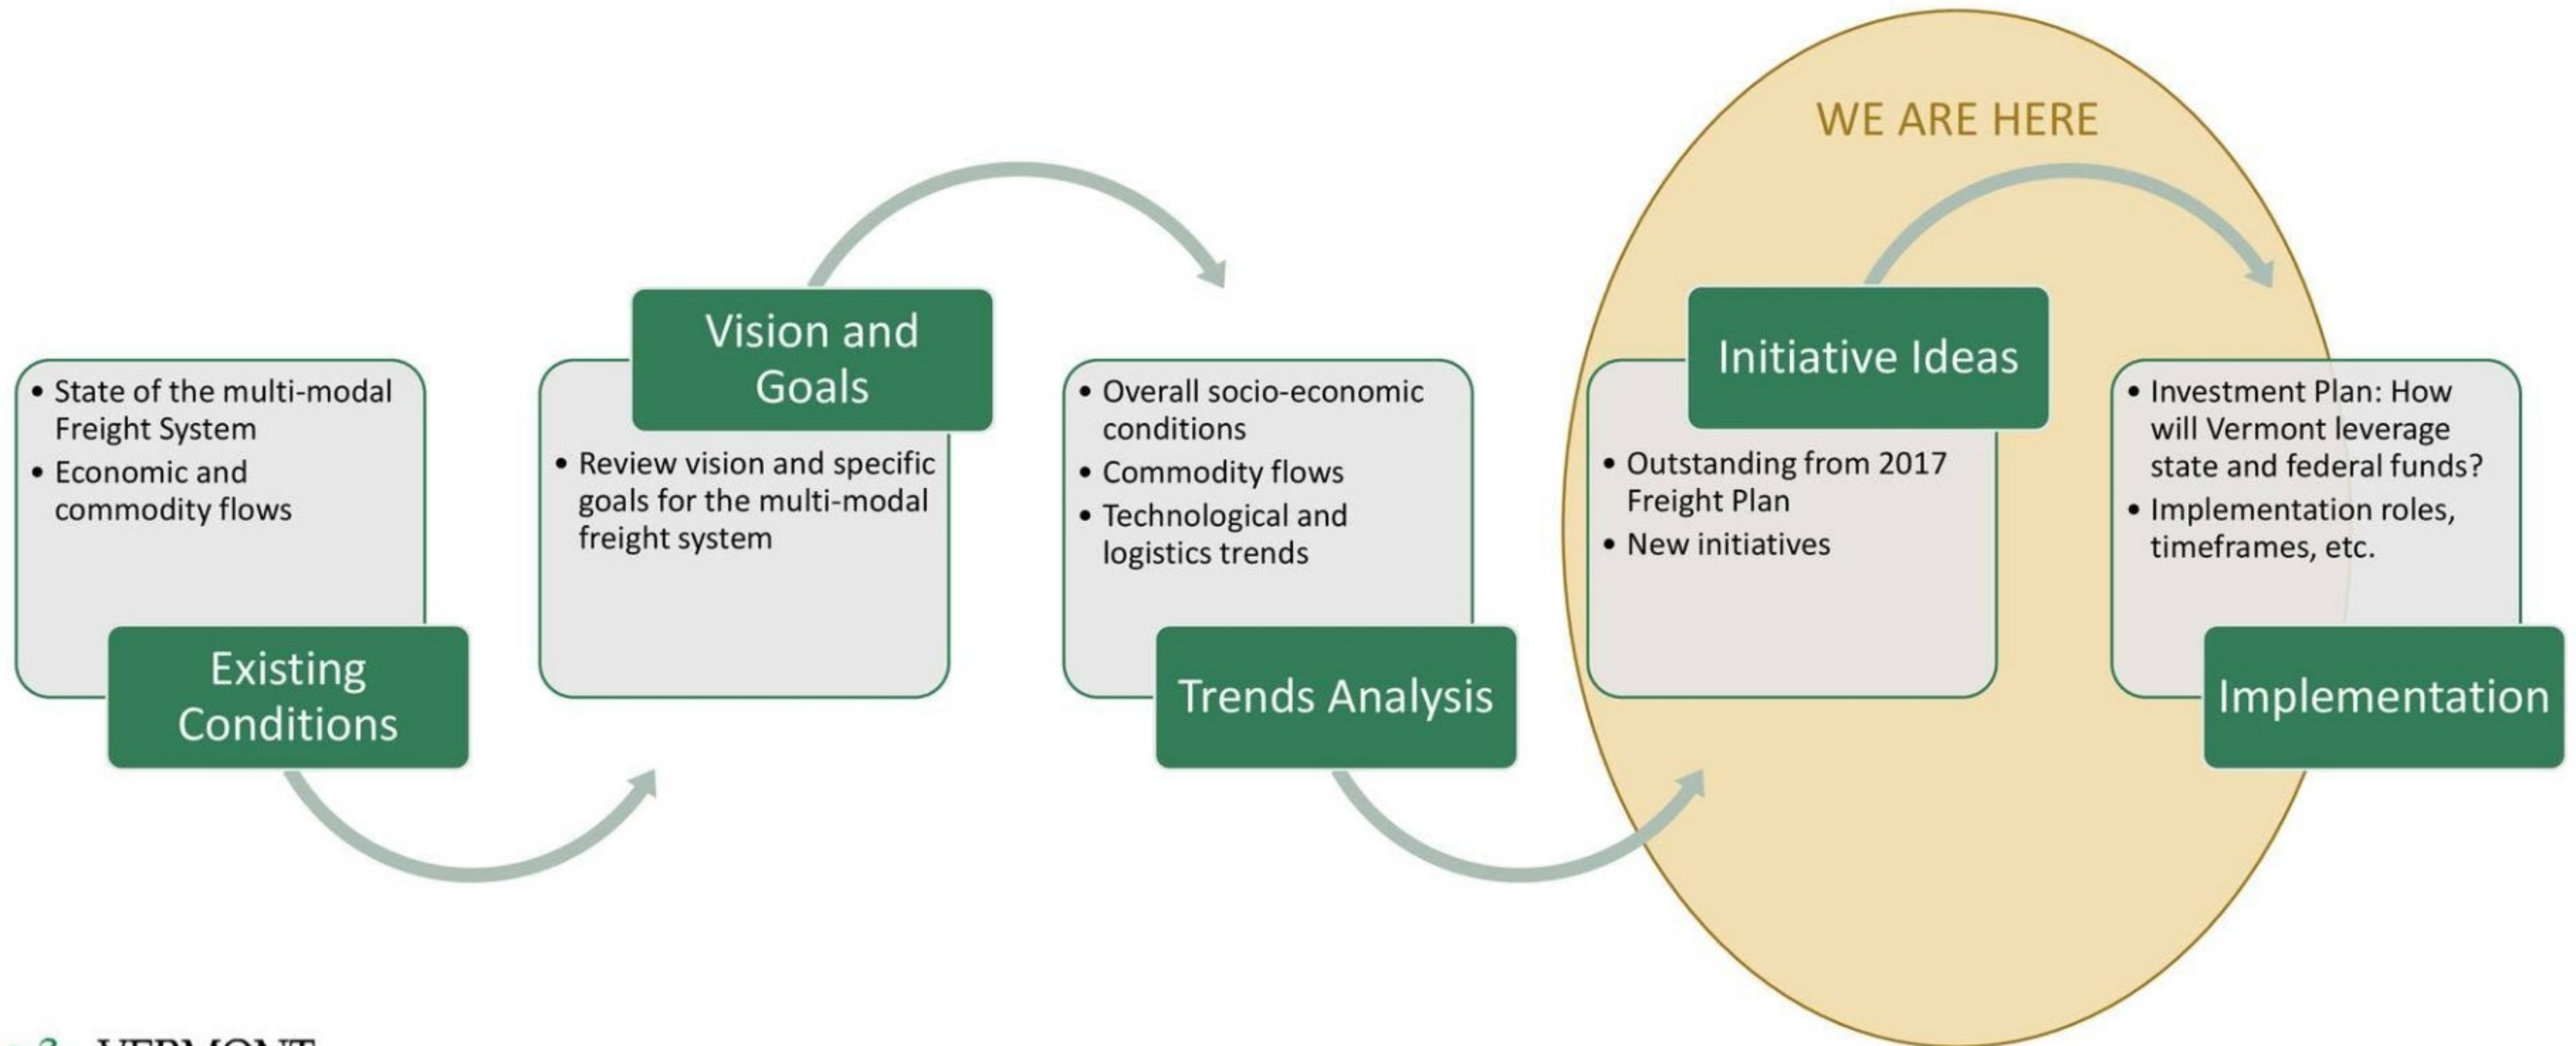 WE ARE HERE
• State of the multi-modal
Freight System
• Economic and
commodity flows
Existing
Conditions
Vision and
Goals
• Review vision and specific
goals for the multi-modal
freight system
• Overall socio-economic
conditions
• Commodity flows
• Technological and
logistics trends
Trends Analysis
Initiative Ideas
• Outstanding from 2017
Freight Plan
• New initiatives
• Investment Plan: How
will Vermont leverage
state and federal funds?
• Implementation roles,
timeframes, etc.
Implementation
VERMONT